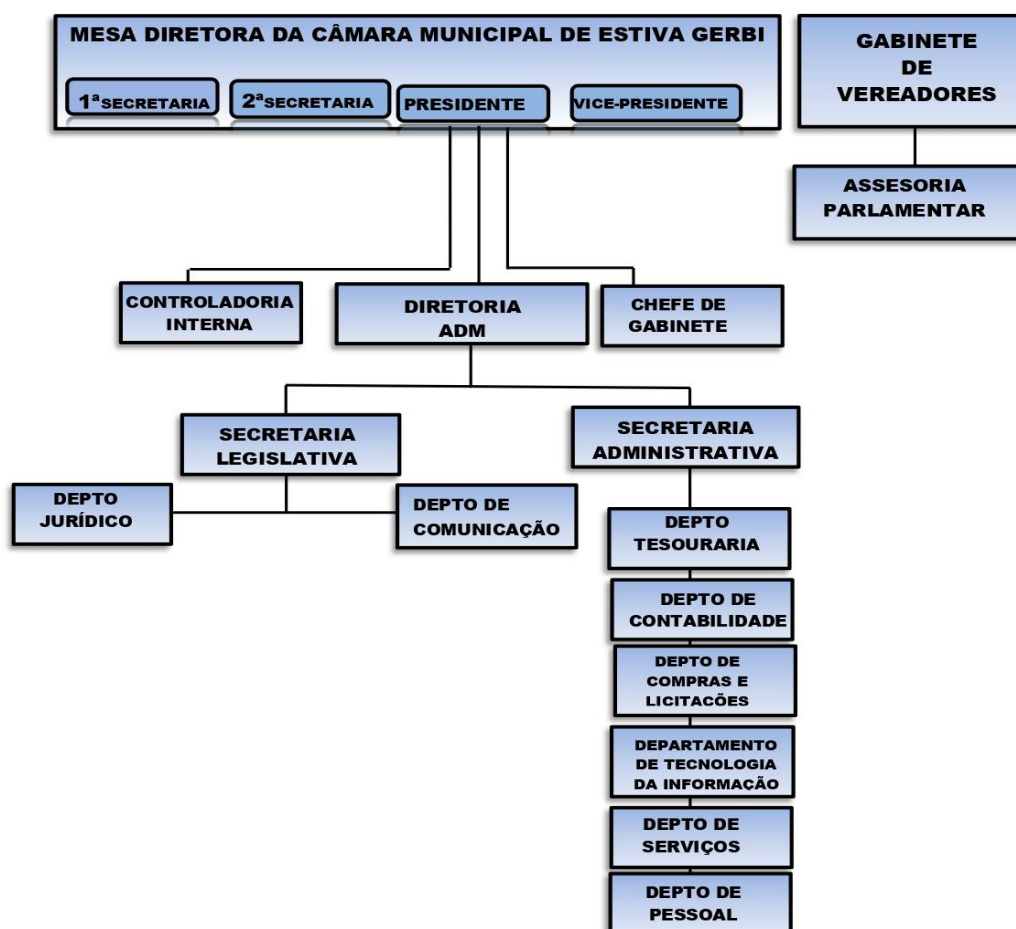 MESA DIRETORA DA CÂMARA MUNICIPAL DE ESTIVA GERBI
1ªSECRETARIA
2ªSECRETARIA
PRESIDENTE
VICE-PRESIDENTE
GABINETE
DE
VEREADORES
ASSESORIA
PARLAMENTAR
CONTROLADORIA
INTERNA
DIRETORIA
ADM
CHEFE DE
GABINETE
SECRETARIA
LEGISLATIVA
SECRETARIA
ADMINISTRATIVA
DEPTO
JURÍDICO
DEPTO DE
COMUNICAÇÃO
DEPTO
TESOURARIA
DEPTO DE
CONTABILIDADE
DEPTO DE
COMPRAS E
LICITACÕES
DEPARTAMENTO
DE TECNOLOGIA
DA INFORMAÇÃO
DEPTO DE
SERVIÇOS
DEPTO DE
PESSOAL